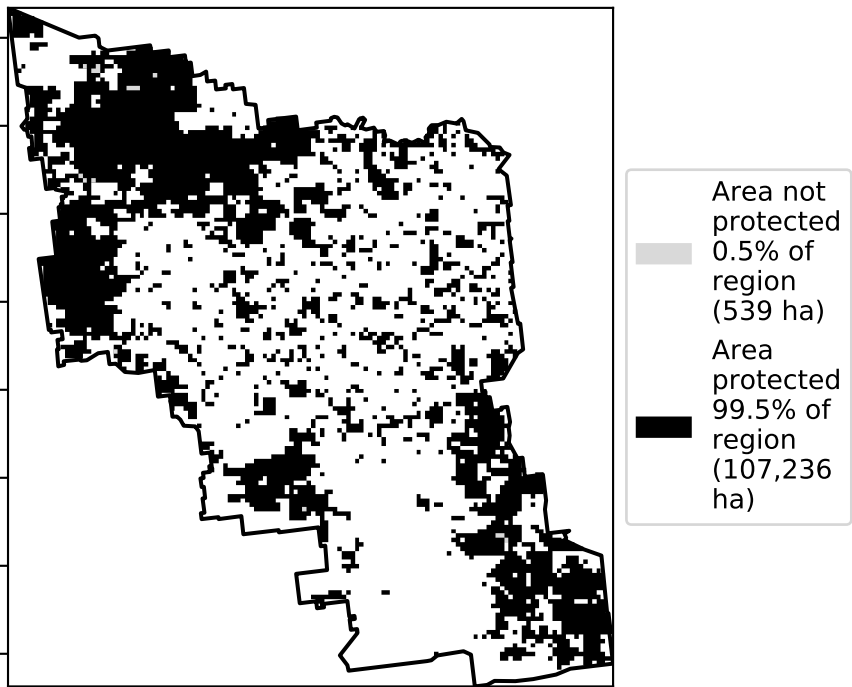 Area not
protected
0.5% of
region
(539 ha)
Area
protected
99.5% of
region
(107,236
ha)